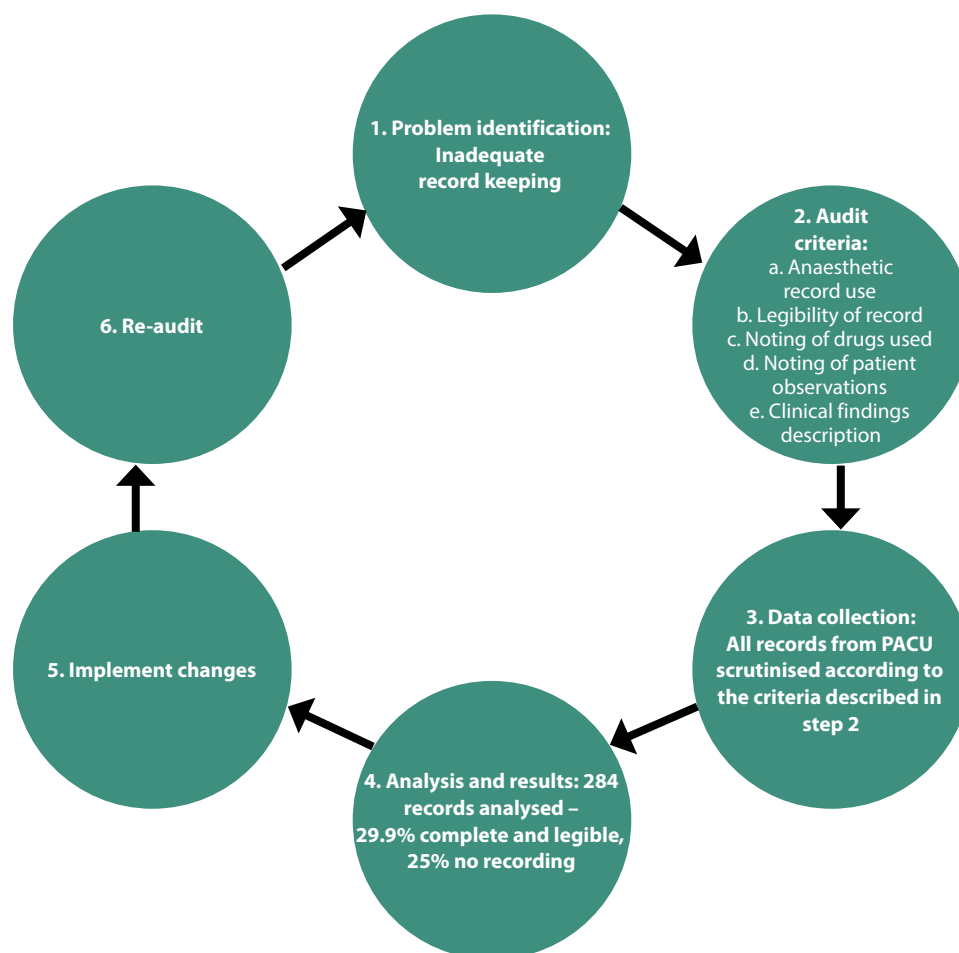 1. Problem identification:
Inadequate
record keeping
2. Audit
criteria:
a. Anaesthetic
record use
b. Legibility of record
c. Noting of drugs used
d. Noting of patient
observations
e. Clinical findings
description
3. Data collection:
All records from PACU
scrutinised according to
the criteria described in
step 2
4. Analysis and results: 284
records analysed –
29.9% complete and legible,
25% no recording
5. Implement changes
6. Re-audit